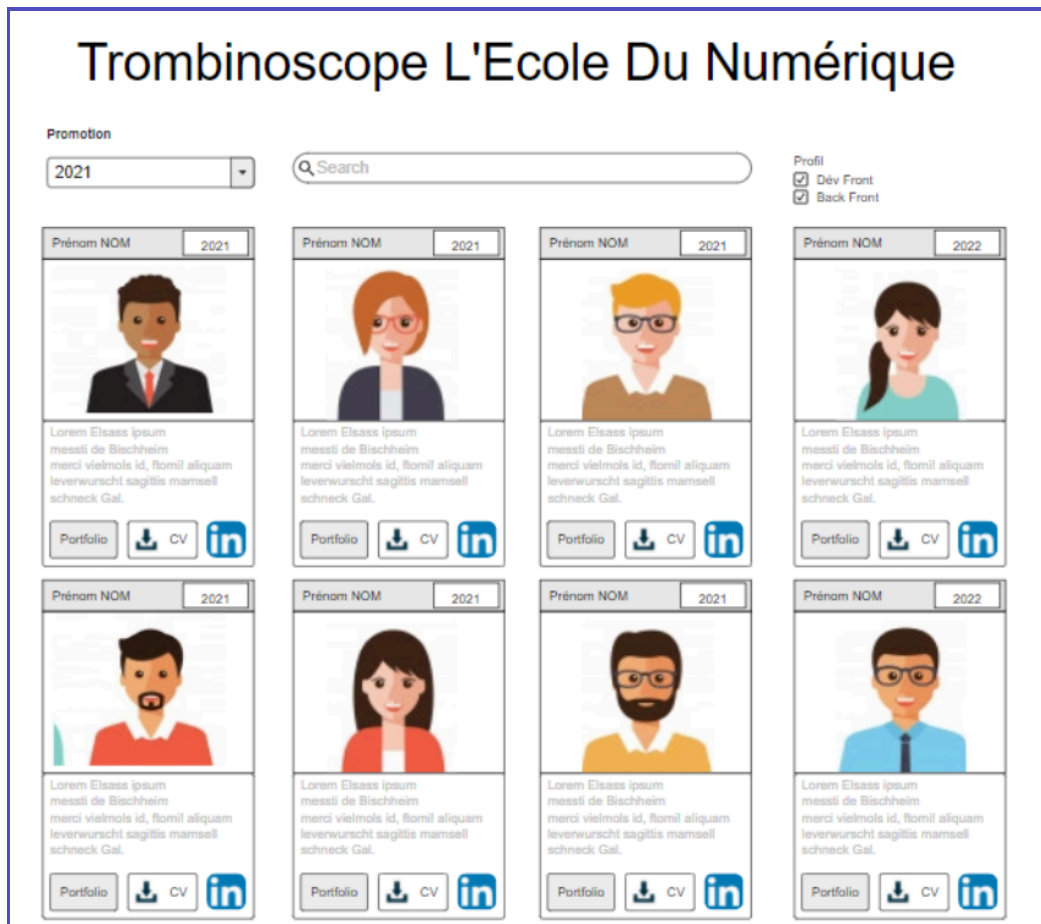 Trombinoscope L'Ecole Du Numérique
Promotion
2021
Search
Profil
Dév Front
Back Front
Prénom NOM 2021
Lorem Elsass ipsum
messti de Bischheim
merci vielmols id, ftomi! aliquam
leverwurscht sagittis mamsell
schneck Gal.
Portfolio CV in
Prénom NOM 2021
Lorem Elsass ipsum
messti de Bischheim
merci vielmols id, ftomi! aliquam
leverwurscht sagittis mamsell
schneck Gal.
Portfolio CV in
Prénom NOM 2021
Lorem Elsass ipsum
messti de Bischheim
merci vielmols id, ftomi! aliquam
leverwurscht sagittis mamsell
schneck Gal.
Portfolio CV in
Prénom NOM 2022
Lorem Elsass ipsum
messti de Bischheim
merci vielmols id, ftomi! aliquam
leverwurscht sagittis mamsell
schneck Gal.
Portfolio CV in
Prénom NOM 2021
Lorem Elsass ipsum
messti de Bischheim
merci vielmols id, ftomi! aliquam
leverwurscht sagittis mamsell
schneck Gal.
Portfolio CV in
Prénom NOM 2021
Lorem Elsass ipsum
messti de Bischheim
merci vielmols id, ftomi! aliquam
leverwurscht sagittis mamsell
schneck Gal.
Portfolio CV in
Prénom NOM 2021
Lorem Elsass ipsum
messti de Bischheim
merci vielmols id, ftomi! aliquam
leverwurscht sagittis mamsell
schneck Gal.
Portfolio CV in
Prénom NOM 2022
Lorem Elsass ipsum
messti de Bischheim
merci vielmols id, ftomi! aliquam
leverwurscht sagittis mamsell
schneck Gal.
Portfolio CV in